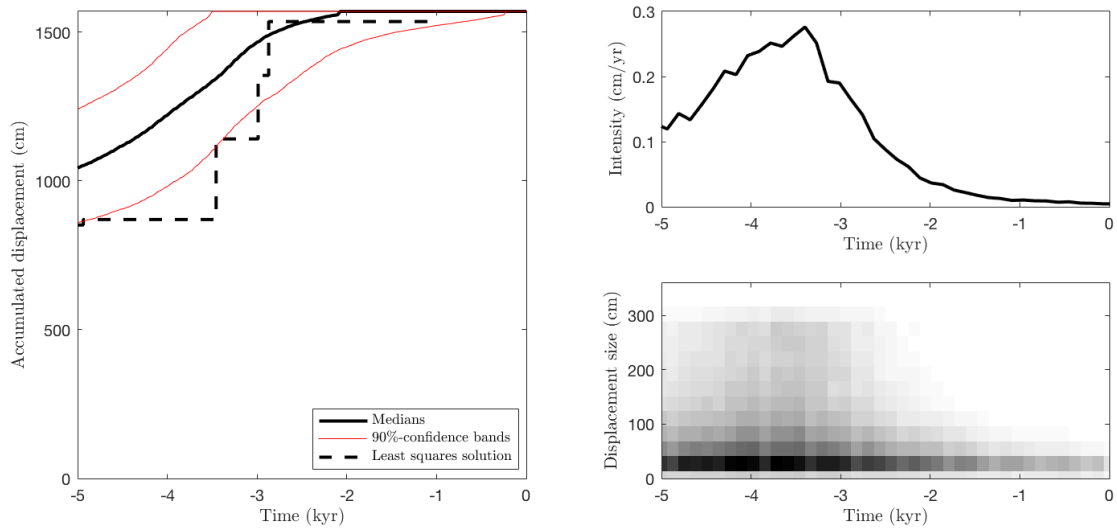 1500
1000
500
0
Accumulated displacement (cm)
Medians
90%-confidence bands
Least squares solution
-5 -4 -3 -2 -1 0
Time (kyr)
0.3
0.2
0.1
0
Intensity (cm/yr)
-5 -4 -3 -2 -1 0
Time (kyr)
300
200
100
0
Displacement size (cm)
-5 -4 -3 -2 -1 0
Time (kyr)